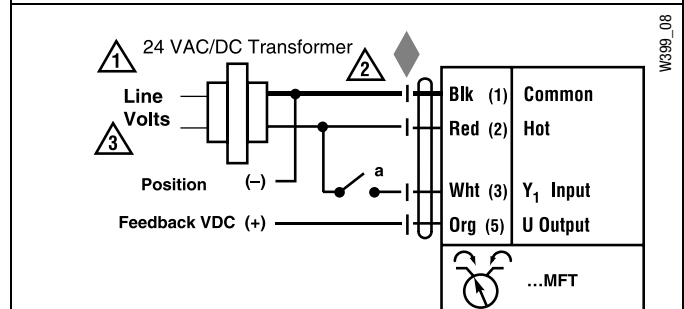 W399_08
1 24 VAC/DC Transformer
2
Line
Volts
3
Blk (1) Common
Red (2) Hot
a
Position (–)
Wht (3) Y1 Input
Feedback VDC (+)
Org (5) U Output
...MFT